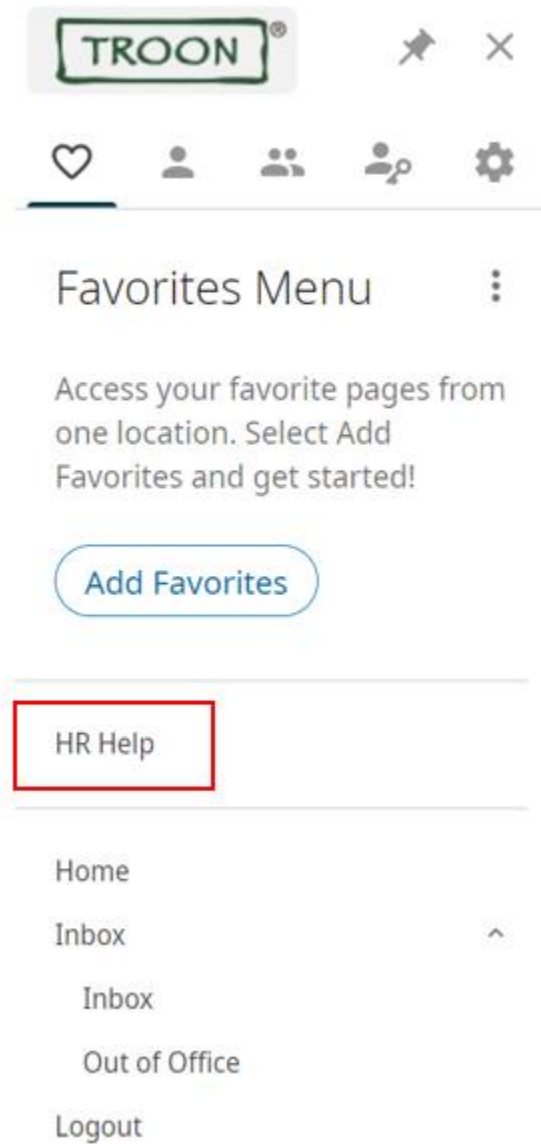 TROON®
Favorites Menu
Access your favorite pages from
one location. Select Add
Favorites and get started!
Add Favorites
HR Help
Home
Inbox
Inbox
Out of Office
Logout